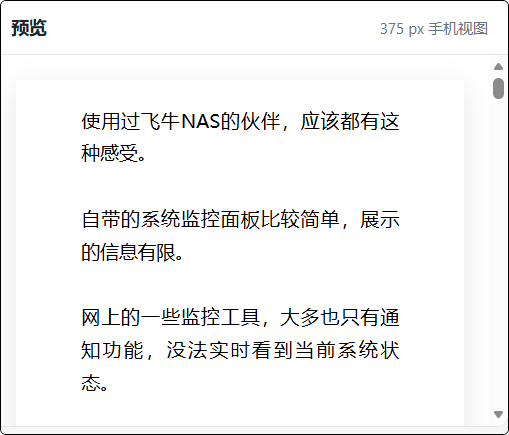 预览
375 px 手机视图
使用过飞牛NAS的伙伴，应该都有这
种感受。
自带的系统监控面板比较简单，展示
的信息有限。
网上的一些监控工具，大多也只有通
知功能，没法实时看到当前系统状
态。